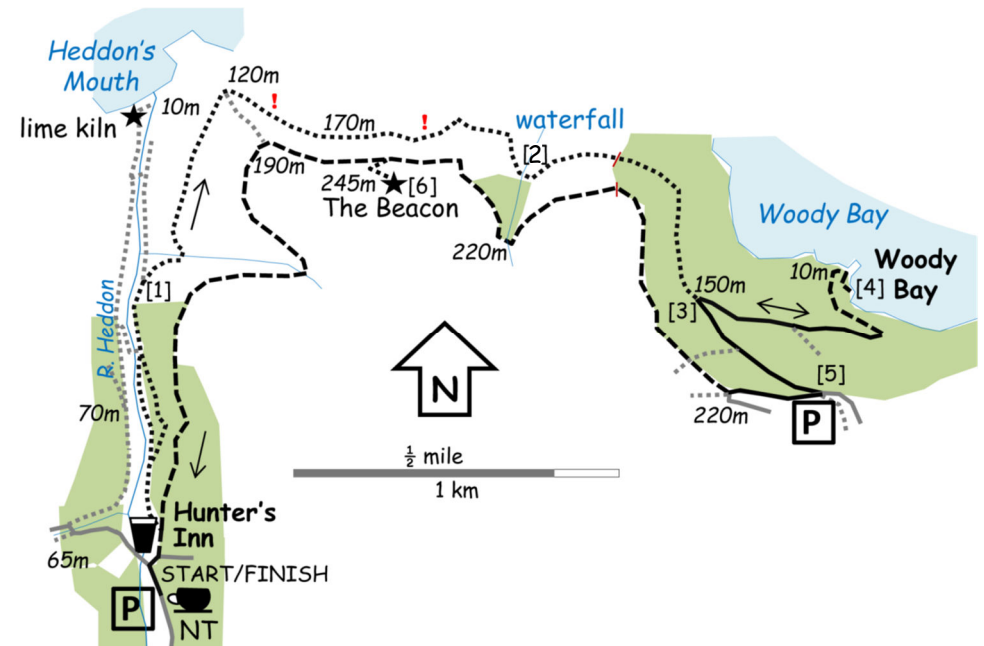 Heddon's
Mouth
120m
!
10m
lime kiln
170m
!
waterfall
[2]
190m
245m
[6]
The Beacon
220m
Woody Bay
Woody
Bay
10m
[4]
150m
[3]
[1]
R. Heddon
N
[5]
220m
P
70m
½ mile
1 km
Hunter's
Inn
65m
START/FINISH
P
NT